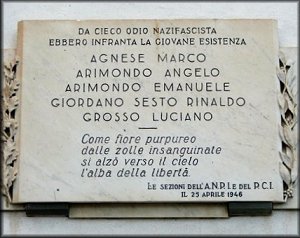 DA CIECO ODIO NAZIFASCISTA
EBBERO INFRANTA LA GIOVANE ESISTENZA
AGNESE MARCO
ARIMONDO ANGELO
ARIMONDO EMANUELE
GIORDANO SESTO RINALDO
GROSSO LUCIANO
Come fiore purpureo
dalle zolle insanguinate
si alzò verso il cielo
l'alba della libertà.
LE SEZIONI DELL'A.N.P.I. E DEL P.C.I.
IL 25 APRILE 1946